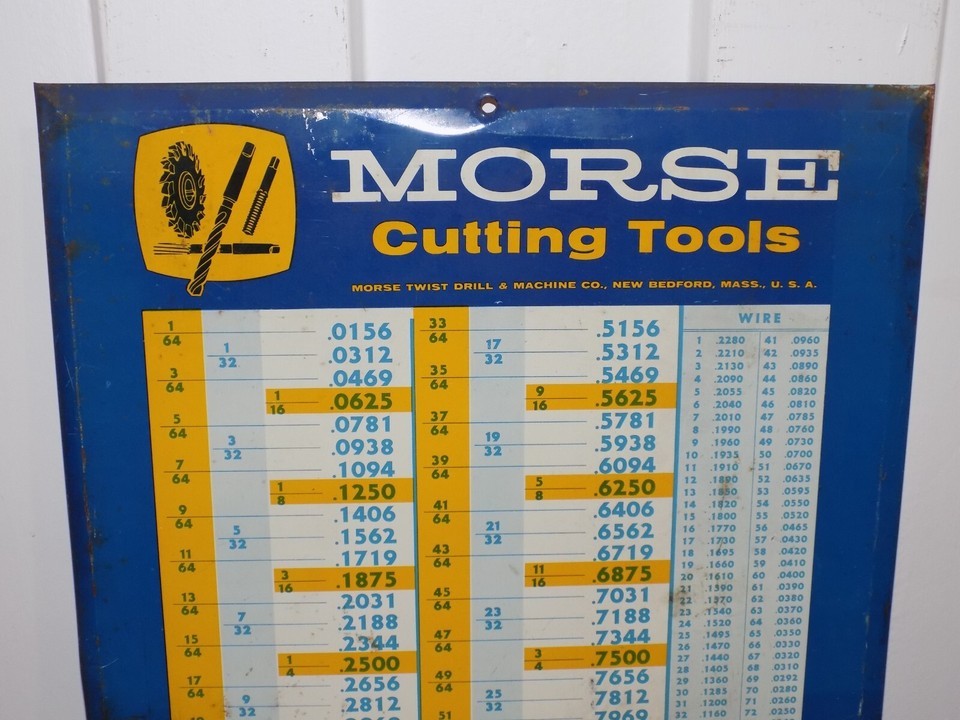 MORSE
Cutting Tools
MORSE TWIST DRILL & MACHINE CO., NEW BEDFORD, MASS., U. S. A.
1/64 .0156
1/32 .0312
3/64 .0469
1/16 .0625
5/64 .0781
3/32 .0938
7/64 .1094
1/8 .1250
9/64 .1406
5/32 .1562
11/64 .1719
3/16 .1875
13/64 .2031
7/32 .2188
15/64 .2344
1/4 .2500
17/64 .2656
9/32 .2812
33/64 .5156
17/32 .5312
35/64 .5469
9/16 .5625
37/64 .5781
19/32 .5938
39/64 .6094
5/8 .6250
41/64 .6406
21/32 .6562
43/64 .6719
11/16 .6875
45/64 .7031
23/32 .7188
47/64 .7344
3/4 .7500
49/64 .7656
25/32 .7812
51 .7969
WIRE
1 .2280 41 .0960
2 .2210 42 .0935
3 .2130 43 .0890
4 .2090 44 .0860
5 .2055 45 .0820
6 .2040 46 .0810
7 .2010 47 .0785
8 .1990 48 .0760
9 .1960 49 .0730
10 .1935 50 .0700
11 .1910 51 .0670
12 .1890 52 .0635
13 .1850 53 .0595
14 .1820 54 .0550
15 .1800 55 .0520
16 .1770 56 .0465
17 .1730 57 .0430
18 .1695 58 .0420
19 .1660 59 .0410
20 .1610 60 .0400
21 .1590 61 .0390
22 .1570 62 .0380
23 .1540 63 .0370
24 .1520 64 .0360
25 .1495 65 .0350
26 .1470 66 .0330
27 .1440 67 .0320
28 .1405 68 .0310
29 .1360 69 .0292
30 .1285 70 .0280
31 .1200 71 .0260
32 .1160 72 .0250